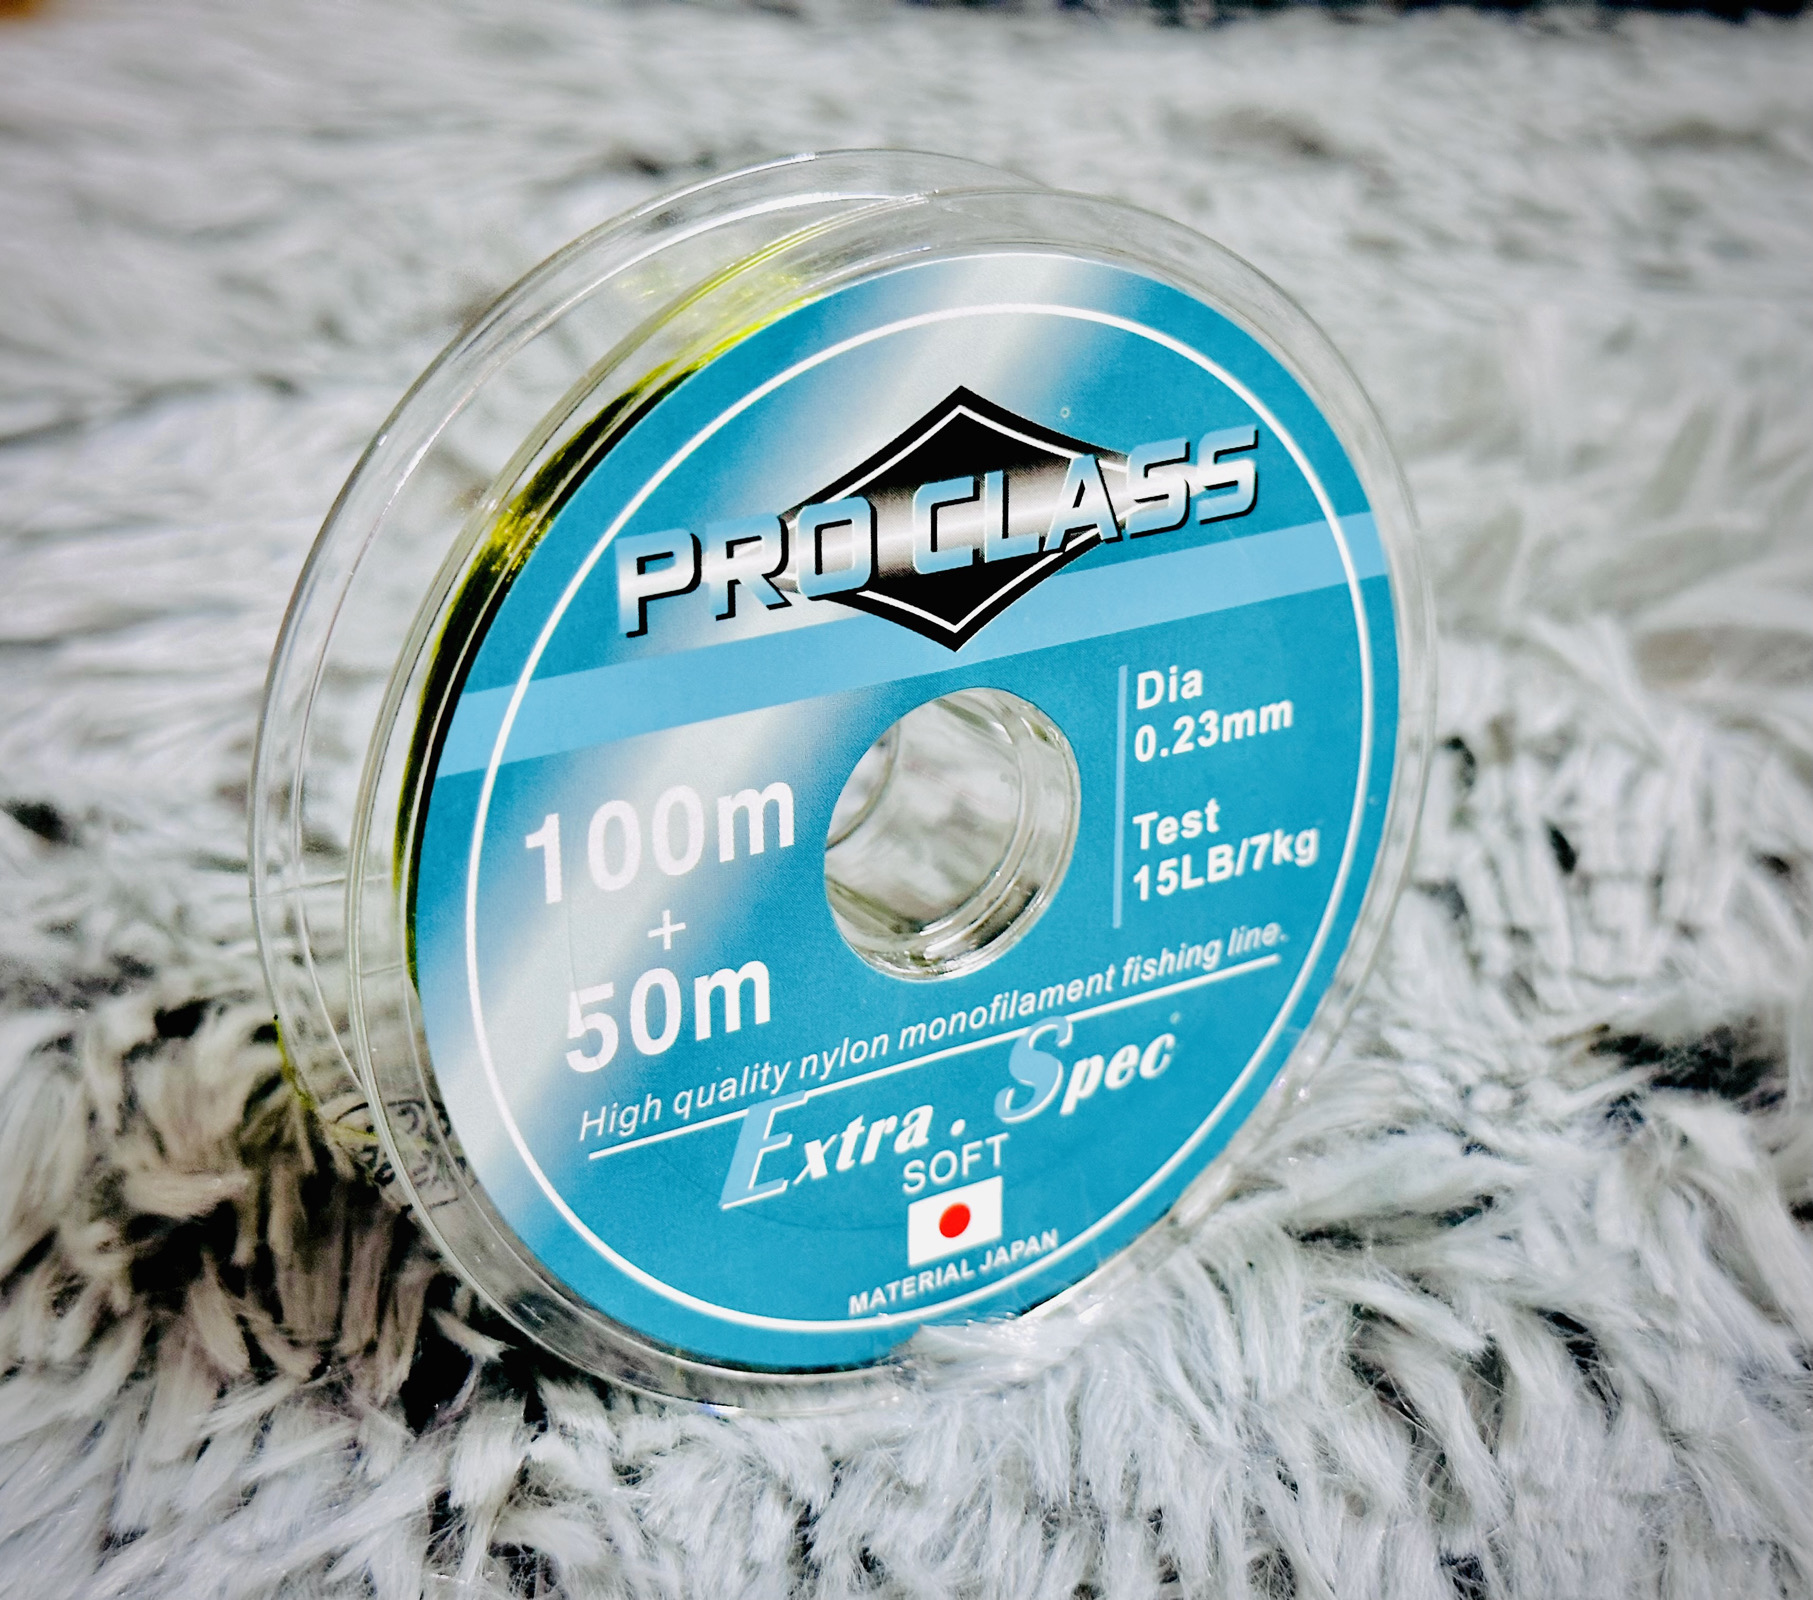 PRO CLASS
100m
+
50m
Dia
0.23mm
Test
15LB/7kg
High quality nylon monofilament fishing line.
Extra . Spec
SOFT
MATERIAL JAPAN